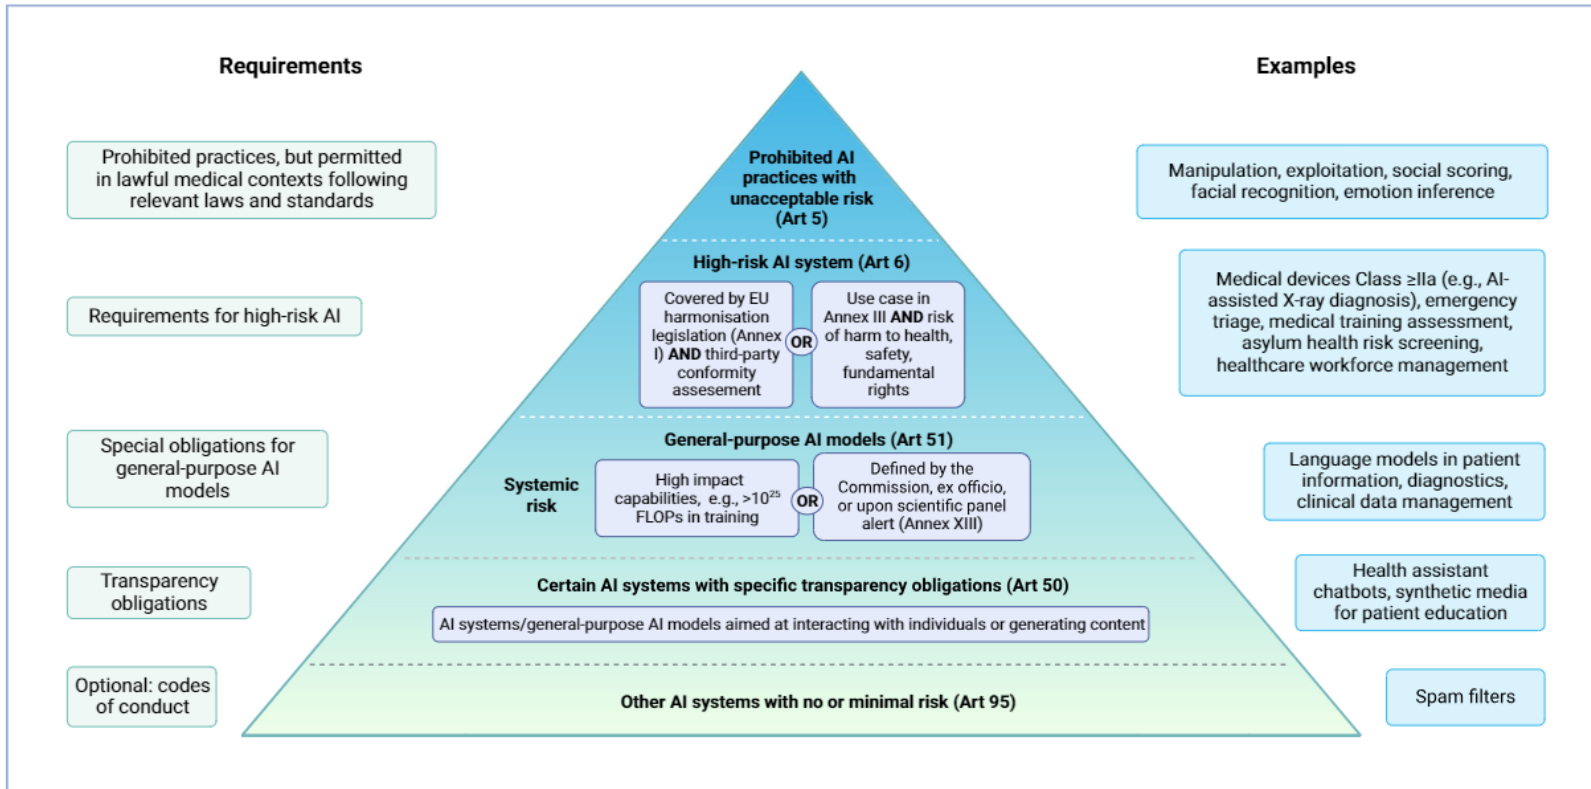 Requirements
Examples
Prohibited practices, but permitted
in lawful medical contexts following
relevant laws and standards
Prohibited AI
practices with
unacceptable risk
(Art 5)
Manipulation, exploitation, social scoring,
facial recognition, emotion inference
Requirements for high-risk AI
High-risk AI system (Art 6)
Covered by EU
harmonisation
legislation (Annex
I) AND third-party
conformity
assesement
OR
Use case in
Annex III AND risk
of harm to health,
safety,
fundamental
rights
Medical devices Class ≥IIa (e.g., AI-
assisted X-ray diagnosis), emergency
triage, medical training assessment,
asylum health risk screening,
healthcare workforce management
Special obligations for
general-purpose AI
models
General-purpose AI models (Art 51)
Systemic
risk
High impact
capabilities, e.g., >10²⁵
FLOPs in training
OR
Defined by the
Commission, ex officio,
or upon scientific panel
alert (Annex XIII)
Language models in patient
information, diagnostics,
clinical data management
Transparency
obligations
Certain AI systems with specific transparency obligations (Art 50)
AI systems/general-purpose AI models aimed at interacting with individuals or generating content
Health assistant
chatbots, synthetic media
for patient education
Optional: codes
of conduct
Other AI systems with no or minimal risk (Art 95)
Spam filters